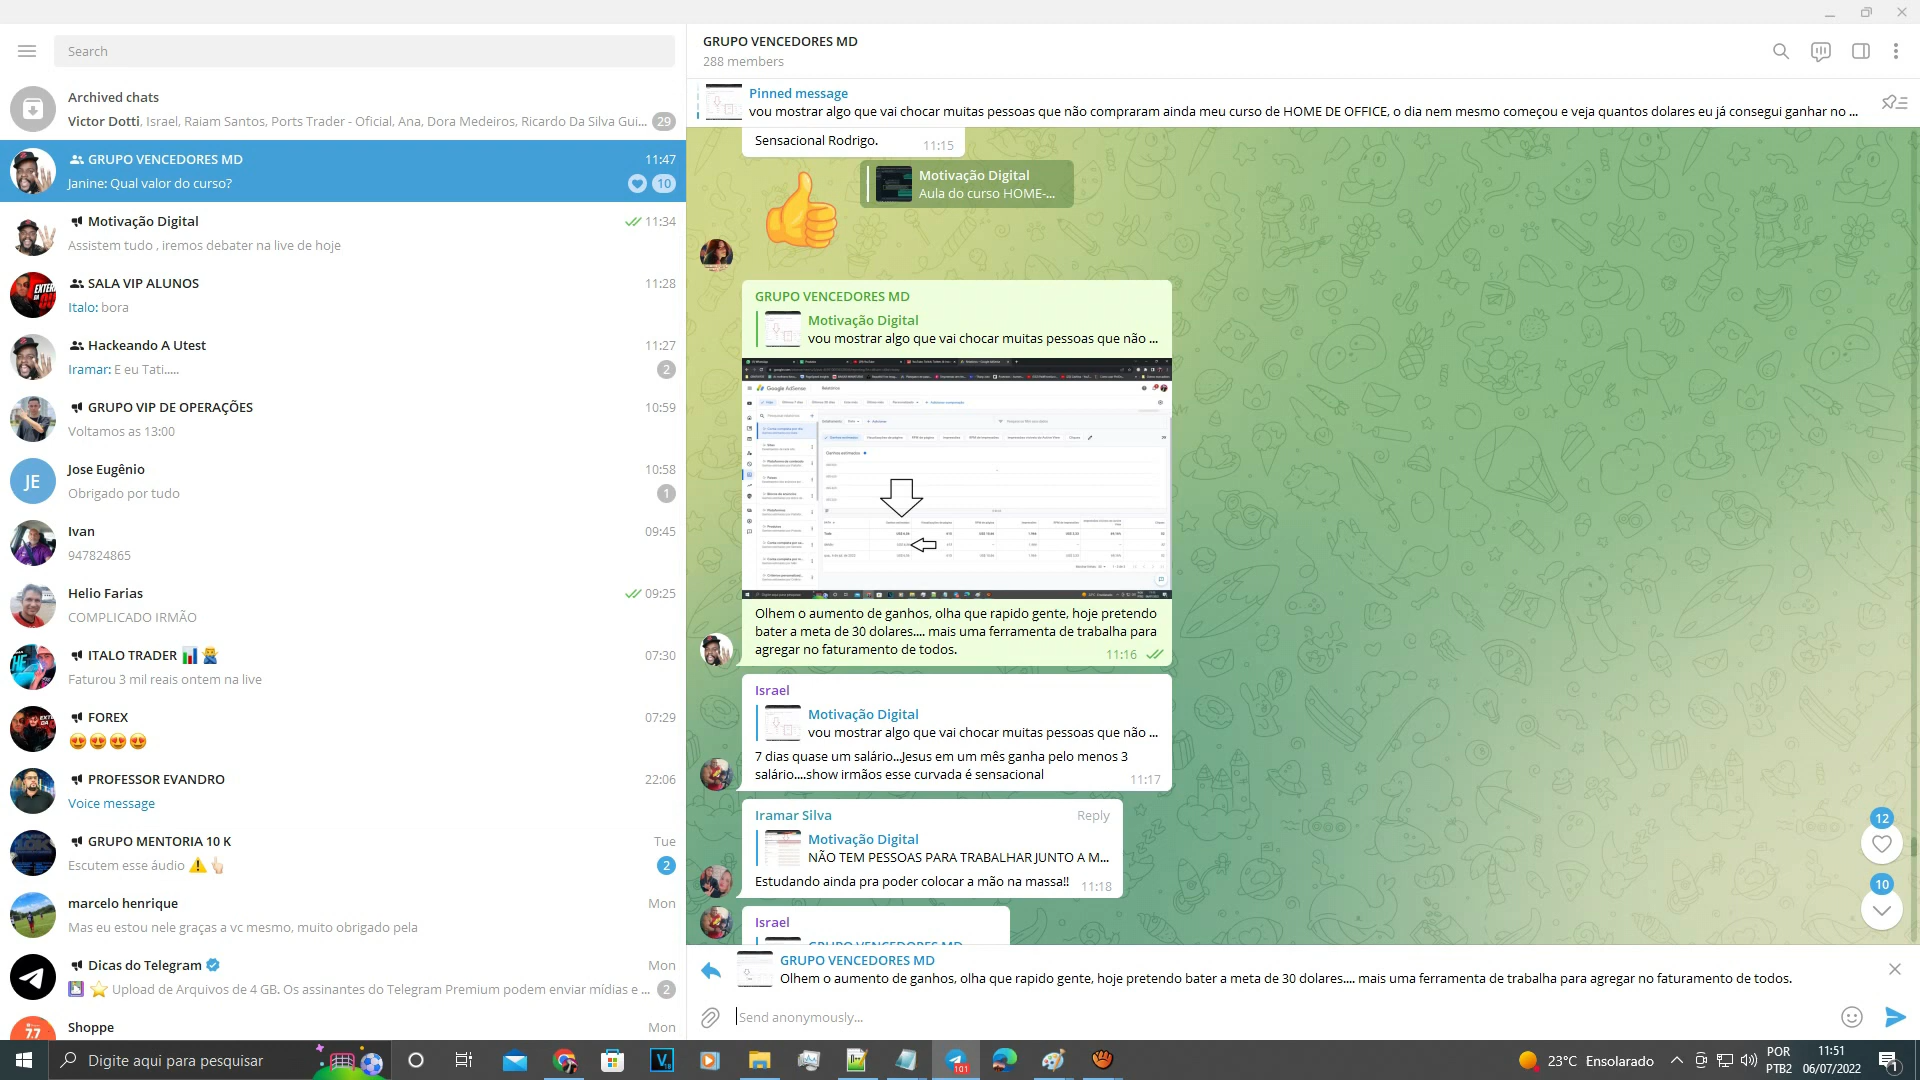 Search
Archived chats
Victor Dotti, Israel, Raiam Santos, Ports Trader - Oficial, Ana, Dora Medeiros, Ricardo Da Silva Gui...
29
GRUPO VENCEDORES MD
11:47
Janine: Qual valor do curso?
10
Motivação Digital
11:34
Assistem tudo , iremos debater na live de hoje
SALA VIP ALUNOS
11:28
Italo: bora
Hackeando A Utest
11:27
Iramar: E eu Tati.....
2
GRUPO VIP DE OPERAÇÕES
10:59
Voltamos as 13:00
JE
Jose Eugênio
10:58
Obrigado por tudo
1
Ivan
09:45
947824865
Helio Farias
09:25
COMPLICADO IRMÃO
ITALO TRADER
07:30
Faturou 3 mil reais ontem na live
FOREX
07:29
PROFESSOR EVANDRO
22:06
Voice message
GRUPO MENTORIA 10 K
Tue
Escutem esse áudio
2
marcelo henrique
Mon
Mas eu estou nele graças a vc mesmo, muito obrigado pela
Dicas do Telegram
Mon
Upload de Arquivos de 4 GB. Os assinantes do Telegram Premium podem enviar mídias e ...
2
7.7
Shoppe
Mon
GRUPO VENCEDORES MD
288 members
Pinned message
vou mostrar algo que vai chocar muitas pessoas que não compraram ainda meu curso de HOME DE OFFICE, o dia nem mesmo começou e veja quantos dolares eu já consegui ganhar no ...
Sensacional Rodrigo.
11:15
Motivação Digital
Aula do curso HOME-...
GRUPO VENCEDORES MD
Motivação Digital
vou mostrar algo que vai chocar muitas pessoas que não ...
Google AdSense
Olhem o aumento de ganhos, olha que rapido gente, hoje pretendo
bater a meta de 30 dolares.... mais uma ferramenta de trabalha para
agregar no faturamento de todos.
11:16
Israel
Motivação Digital
vou mostrar algo que vai chocar muitas pessoas que não ...
7 dias quase um salário...Jesus em um mês ganha pelo menos 3
salário....show irmãos esse curvada é sensacional
11:17
Iramar Silva
Reply
Motivação Digital
NÃO TEM PESSOAS PARA TRABALHAR JUNTO A M...
Estudando ainda pra poder colocar a mão na massa!!
11:18
Israel
GRUPO VENCEDORES MD
12
10
GRUPO VENCEDORES MD
Olhem o aumento de ganhos, olha que rapido gente, hoje pretendo bater a meta de 30 dolares.... mais uma ferramenta de trabalha para agregar no faturamento de todos.
Send anonymously...
Digite aqui para pesquisar
101
23°C Ensolarado
POR
PTB2
11:51
06/07/2022
1